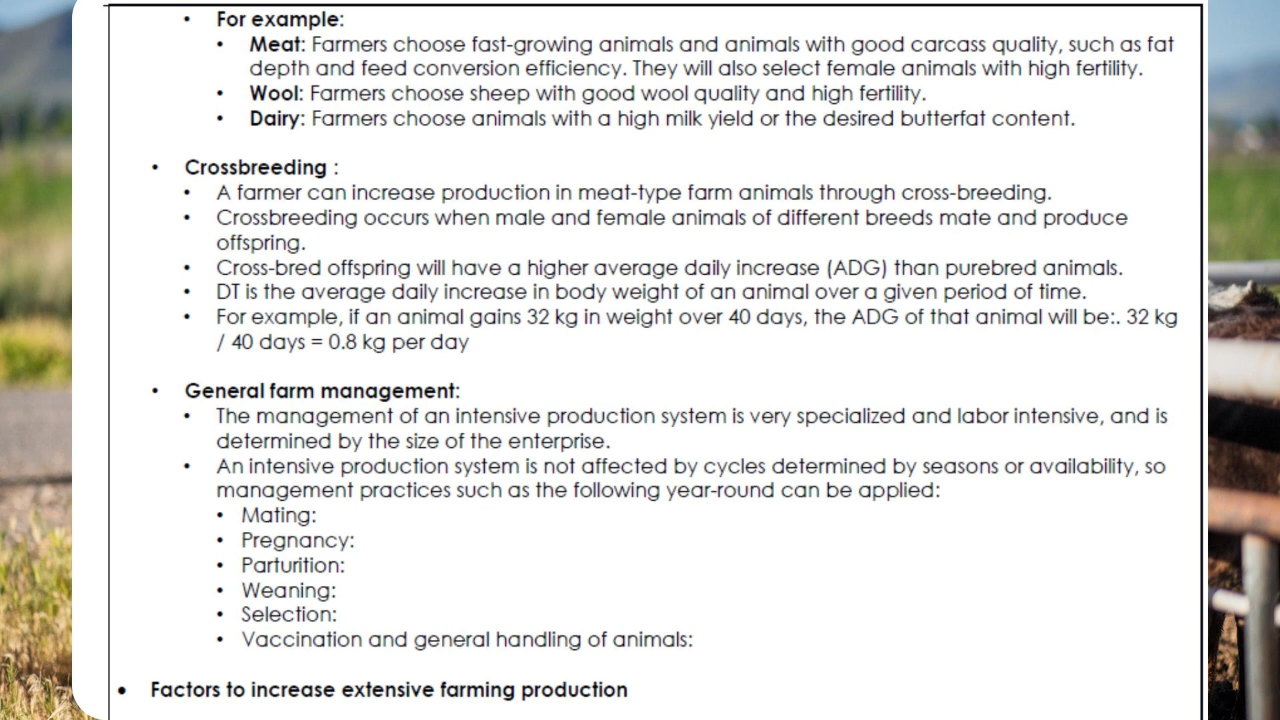 • For example:
• Meat: Farmers choose fast-growing animals and animals with good carcass quality, such as fat
depth and feed conversion efficiency. They will also select female animals with high fertility.
• Wool: Farmers choose sheep with good wool quality and high fertility.
• Dairy: Farmers choose animals with a high milk yield or the desired butterfat content.
• Crossbreeding :
• A farmer can increase production in meat-type farm animals through cross-breeding.
• Crossbreeding occurs when male and female animals of different breeds mate and produce
offspring.
• Cross-bred offspring will have a higher average daily increase (ADG) than purebred animals.
• DT is the average daily increase in body weight of an animal over a given period of time.
• For example, if an animal gains 32 kg in weight over 40 days, the ADG of that animal will be:. 32 kg
/ 40 days = 0.8 kg per day
• General farm management:
• The management of an intensive production system is very specialized and labor intensive, and is
determined by the size of the enterprise.
• An intensive production system is not affected by cycles determined by seasons or availability, so
management practices such as the following year-round can be applied:
• Mating:
• Pregnancy:
• Parturition:
• Weaning:
• Selection:
• Vaccination and general handling of animals:
• Factors to increase extensive farming production